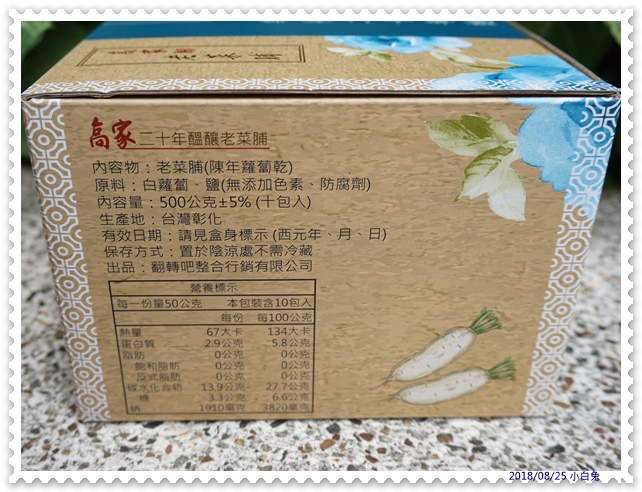 高家 二十年醞釀老菜脯
內容物：老菜脯(陳年蘿蔔乾)
原料：白蘿蔔、鹽(無添加色素、防腐劑)
內容量：500公克±5% (十包入)
生產地：台灣彰化
有效日期：請見盒身標示 (西元年、月、日)
保存方式：置於陰涼處不需冷藏
出品：翻轉吧整合行銷有限公司
營養標示
每一份量50公克 本包裝含10包入
每份 每100公克
熱量 67大卡 134大卡
蛋白質 2.9公克 5.8公克
脂肪 0公克 0公克
飽和脂肪 0公克 0公克
反式脂肪 0公克 0公克
碳水化合物 13.9公克 27.7公克
糖 3.3公克 6.6公克
鈉 1910毫克 3820毫克
2018/08/25 小白兔